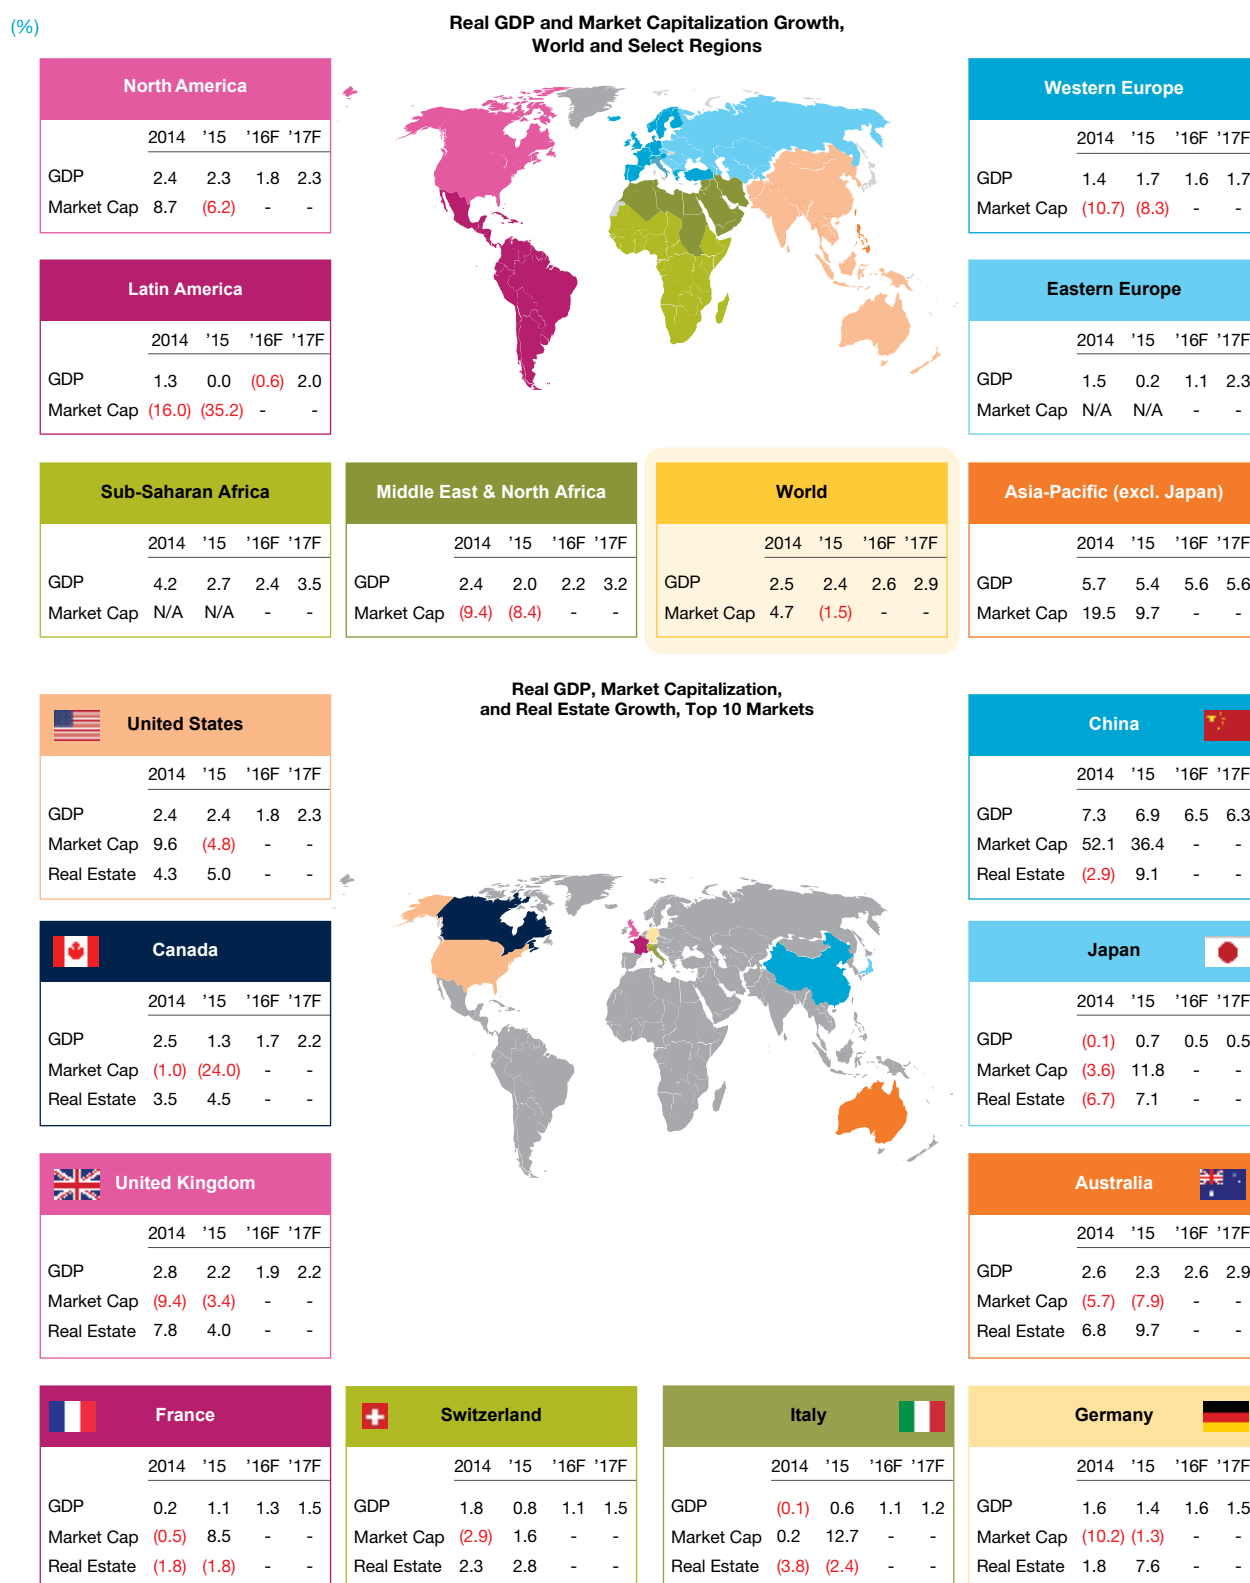 (%)
Real GDP and Market Capitalization Growth,
World and Select Regions
North America
2014 ’15 ’16F ’17F
GDP 2.4 2.3 1.8 2.3
Market Cap 8.7 (6.2) - -
Western Europe
2014 ’15 ’16F ’17F
GDP 1.4 1.7 1.6 1.7
Market Cap (10.7) (8.3) - -
Latin America
2014 ’15 ’16F ’17F
GDP 1.3 0.0 (0.6) 2.0
Market Cap (16.0) (35.2) - -
Eastern Europe
2014 ’15 ’16F ’17F
GDP 1.5 0.2 1.1 2.3
Market Cap N/A N/A - -
Sub-Saharan Africa
2014 ’15 ’16F ’17F
GDP 4.2 2.7 2.4 3.5
Market Cap N/A N/A - -
Middle East & North Africa
2014 ’15 ’16F ’17F
GDP 2.4 2.0 2.2 3.2
Market Cap (9.4) (8.4) - -
World
2014 ’15 ’16F ’17F
GDP 2.5 2.4 2.6 2.9
Market Cap 4.7 (1.5) - -
Asia-Pacific (excl. Japan)
2014 ’15 ’16F ’17F
GDP 5.7 5.4 5.6 5.6
Market Cap 19.5 9.7 - -
Real GDP, Market Capitalization,
and Real Estate Growth, Top 10 Markets
United States
2014 ’15 ’16F ’17F
GDP 2.4 2.4 1.8 2.3
Market Cap 9.6 (4.8) - -
Real Estate 4.3 5.0 - -
China
2014 ’15 ’16F ’17F
GDP 7.3 6.9 6.5 6.3
Market Cap 52.1 36.4 - -
Real Estate (2.9) 9.1 - -
Canada
2014 ’15 ’16F ’17F
GDP 2.5 1.3 1.7 2.2
Market Cap (1.0) (24.0) - -
Real Estate 3.5 4.5 - -
Japan
2014 ’15 ’16F ’17F
GDP (0.1) 0.7 0.5 0.5
Market Cap (3.6) 11.8 - -
Real Estate (6.7) 7.1 - -
United Kingdom
2014 ’15 ’16F ’17F
GDP 2.8 2.2 1.9 2.2
Market Cap (9.4) (3.4) - -
Real Estate 7.8 4.0 - -
Australia
2014 ’15 ’16F ’17F
GDP 2.6 2.3 2.6 2.9
Market Cap (5.7) (7.9) - -
Real Estate 6.8 9.7 - -
France
2014 ’15 ’16F ’17F
GDP 0.2 1.1 1.3 1.5
Market Cap (0.5) 8.5 - -
Real Estate (1.8) (1.8) - -
Switzerland
2014 ’15 ’16F ’17F
GDP 1.8 0.8 1.1 1.5
Market Cap (2.9) 1.6 - -
Real Estate 2.3 2.8 - -
Italy
2014 ’15 ’16F ’17F
GDP (0.1) 0.6 1.1 1.2
Market Cap 0.2 12.7 - -
Real Estate (3.8) (2.4) - -
Germany
2014 ’15 ’16F ’17F
GDP 1.6 1.4 1.6 1.5
Market Cap (10.2) (1.3) - -
Real Estate 1.8 7.6 - -